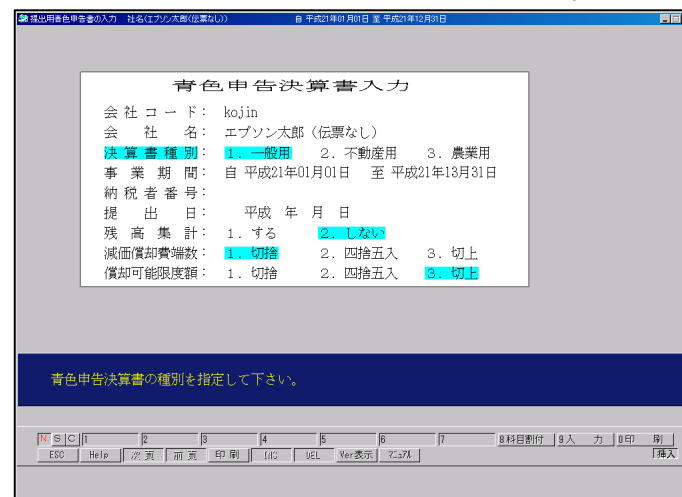 提出用青色申告書の入力 社名(エプソン太郎(伝票なし)) 自 平成21年01月01日 至 平成21年12月31日
青色申告決算書入力
会社コード： kojin
会社名： エプソン太郎（伝票なし）
決算書種別： 1．一般用 2．不動産用 3．農業用
事業期間： 自 平成21年01月01日 至 平成21年13月31日
納税者番号：
提出日： 平成 年 月 日
残高集計： 1．する 2．しない
減価償却費端数： 1．切捨 2．四捨五入 3．切上
償却可能限度額： 1．切捨 2．四捨五入 3．切上
青色申告決算書の種別を指定して下さい。
N S C 1 2 3 4 5 6 7 8科目割付 9入 力 0印 刷
ESC Help 次頁 前頁 印刷 DEL Ver表示 ﾏﾆｭｱﾙ 挿入